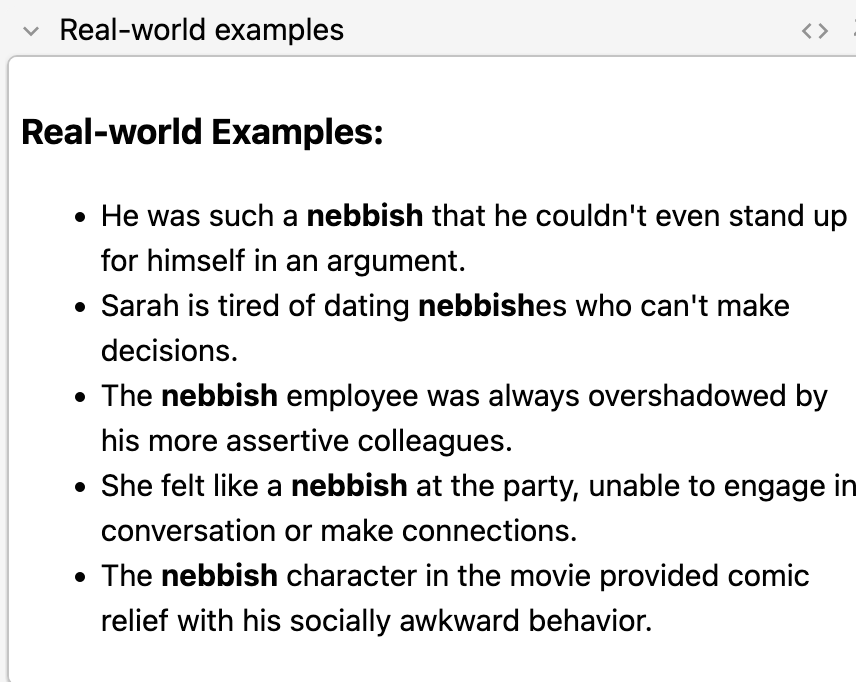 Real-world examples
Real-world Examples:
• He was such a nebbish that he couldn't even stand up
for himself in an argument.
• Sarah is tired of dating nebbishes who can't make
decisions.
• The nebbish employee was always overshadowed by
his more assertive colleagues.
• She felt like a nebbish at the party, unable to engage in
conversation or make connections.
• The nebbish character in the movie provided comic
relief with his socially awkward behavior.